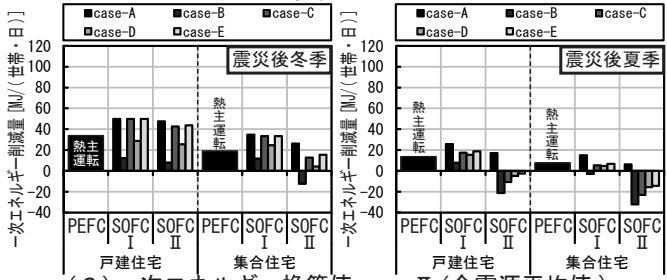 ■case-A ■case-B ■case-C
■case-D □case-E
一次エネルギー削減量 [MJ/(世帯・日)]
震災後冬季
120
100
80
60
40
20
0
-20
-40
熱主
運転
熱主運転
PEFC SOFC Ⅰ SOFC Ⅱ PEFC SOFC Ⅰ SOFC Ⅱ
戸建住宅 集合住宅
■case-A ■case-B ■case-C
■case-D □case-E
一次エネルギー削減量 [MJ/(世帯・日)]
震災後夏季
120
100
80
60
40
20
0
-20
-40
熱主運転
熱主運転
PEFC SOFC Ⅰ SOFC Ⅱ PEFC SOFC Ⅰ SOFC Ⅱ
戸建住宅 集合住宅